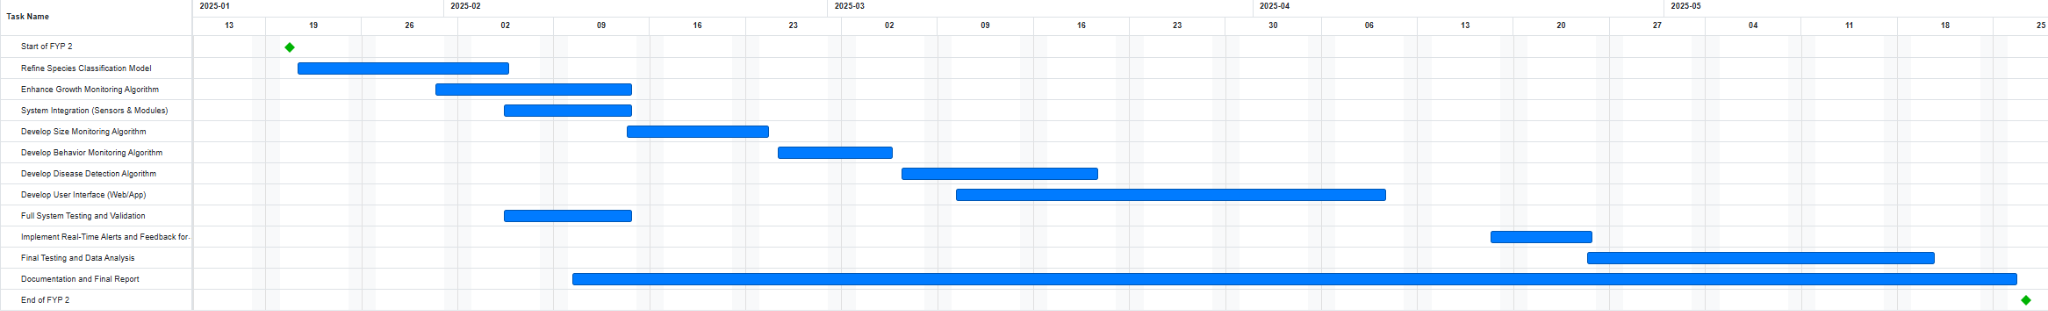 Task Name
2025-01 2025-02 2025-03 2025-04 2025-05
13 19 26 02 09 16 23 02 09 16 23 30 06 13 20 27 04 11 18 25
Start of FYP 2
Refine Species Classification Model
Enhance Growth Monitoring Algorithm
System Integration (Sensors & Modules)
Develop Size Monitoring Algorithm
Develop Behavior Monitoring Algorithm
Develop Disease Detection Algorithm
Develop User Interface (Web/App)
Full System Testing and Validation
Implement Real-Time Alerts and Feedback for
Final Testing and Data Analysis
Documentation and Final Report
End of FYP 2